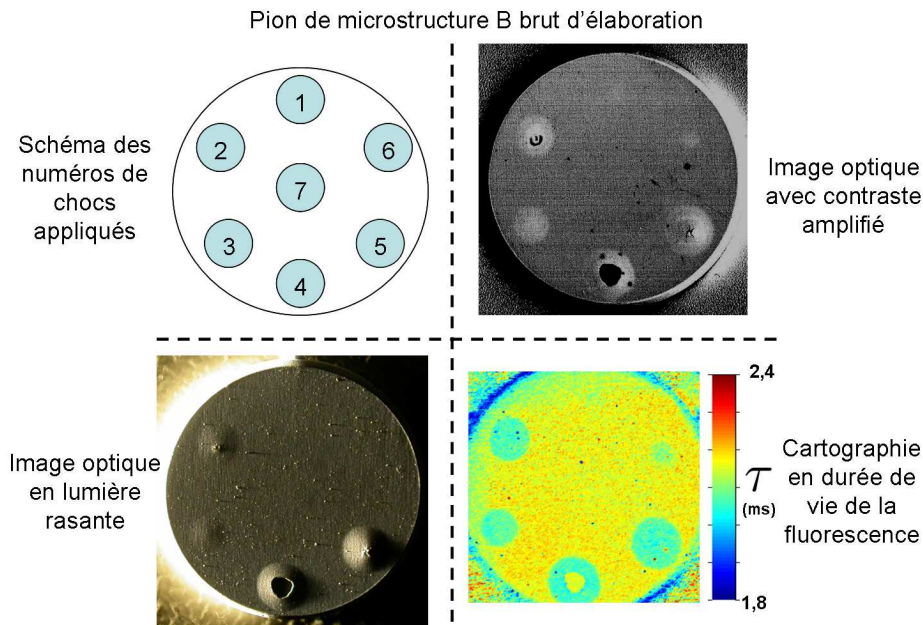 Pion de microstructure B brut d'élaboration
Schéma des
numéros de
chocs
appliqués
1
2
6
7
3
5
4
Image optique
avec contraste
amplifié
Image optique
en lumière
rasante
2,4
τ
(ms)
1,8
Cartographie
en durée de
vie de la
fluorescence